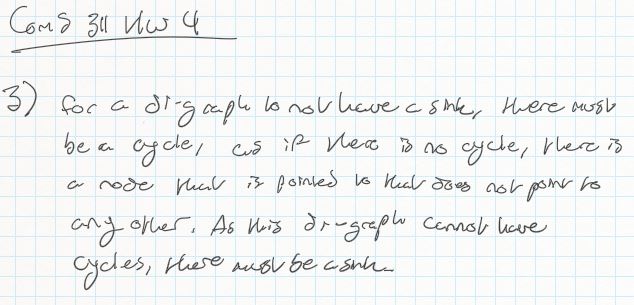 Com S 311 HW 4
3) for a di-graph to not have a sink, there must
be a cycle, as if there is no cycle, there is
a node that is pointed to that does not point to
any other. As this di-graph cannot have
cycles, there must be a sink.